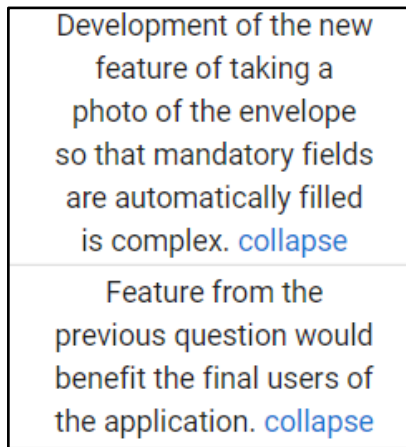 Development of the new
feature of taking a
photo of the envelope
so that mandatory fields
are automatically filled
is complex. collapse
Feature from the
previous question would
benefit the final users of
the application. collapse